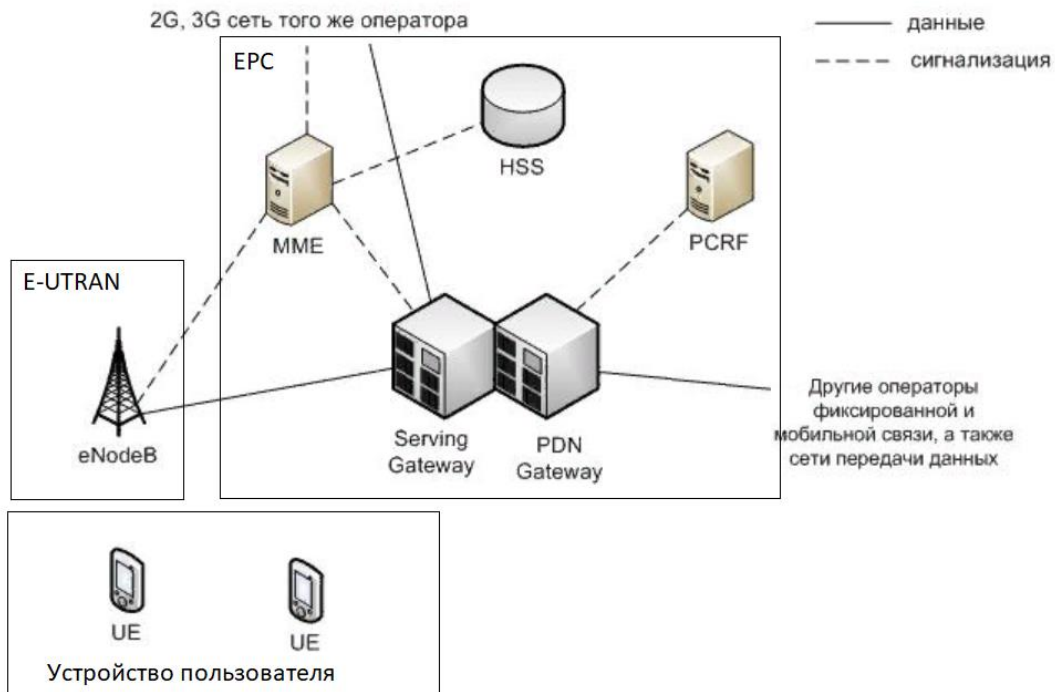 2G, 3G сеть того же оператора
данные
сигнализация
EPC
HSS
MME
PCRF
E-UTRAN
eNodeB
Serving
Gateway
PDN
Gateway
Другие операторы
фиксированной и
мобильной связи, а также
сети передачи данных
UE
UE
Устройство пользователя